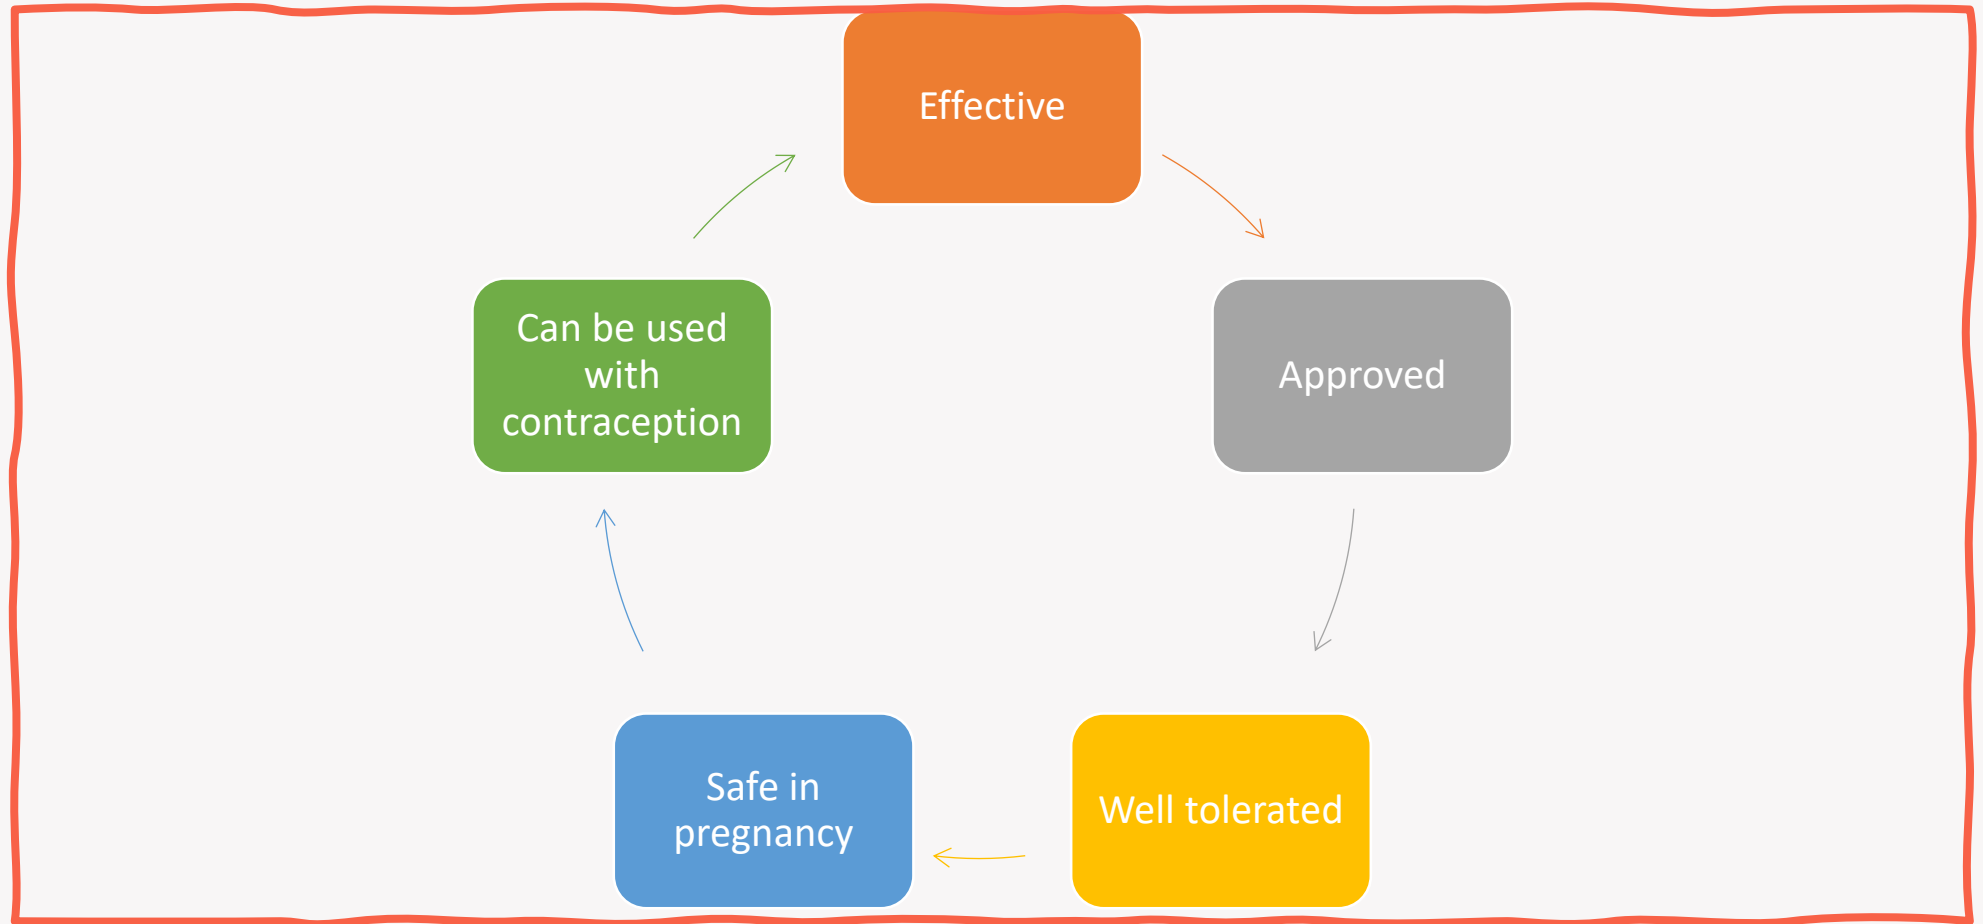 Effective
Approved
Well tolerated
Safe in
pregnancy
Can be used
with
contraception